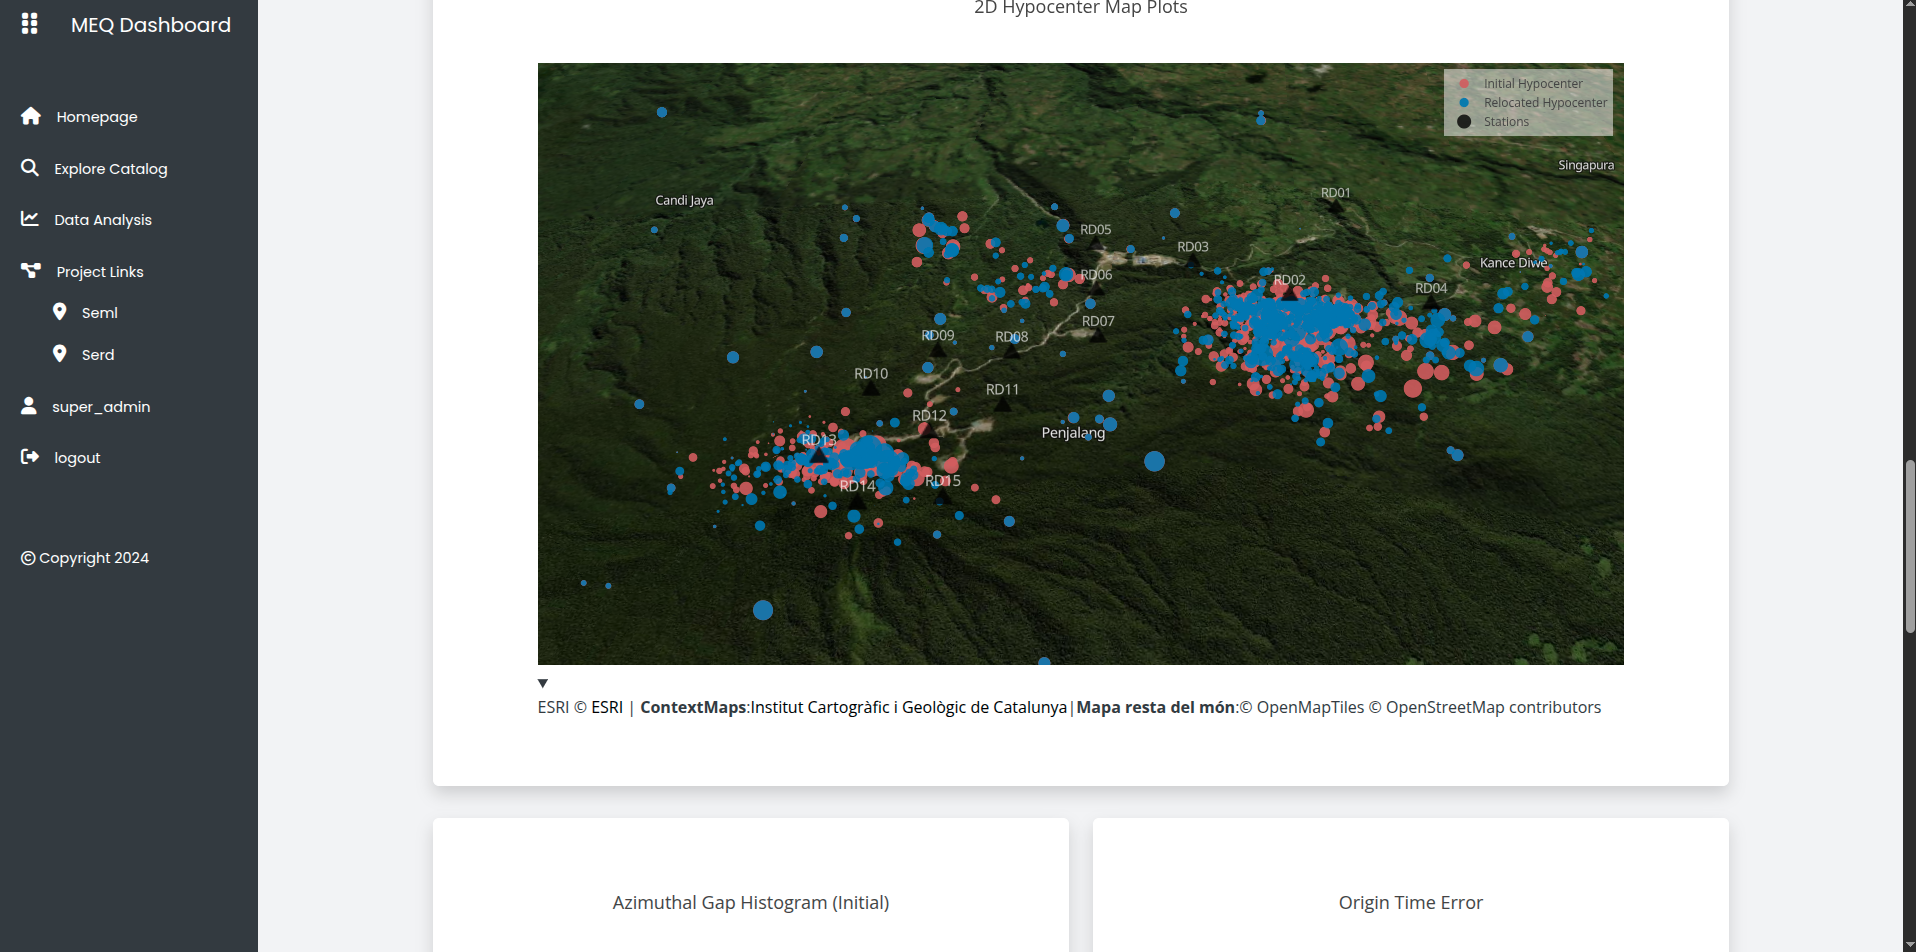 MEQ Dashboard
Homepage
Explore Catalog
Data Analysis
Project Links
Seml
Serd
super_admin
logout
© Copyright 2024
2D Hypocenter Map Plots
Initial Hypocenter
Relocated Hypocenter
Stations
Singapura
Candi Jaya
RD01
RD05
RD03
Kance Diwe
RD06
RD02
RD04
RD07
RD09
RD08
RD10
RD11
RD12
Penjalang
RD13
RD15
RD14
ESRI © ESRI | ContextMaps:Institut Cartogràfic i Geològic de Catalunya|Mapa resta del món:© OpenMapTiles © OpenStreetMap contributors
Azimuthal Gap Histogram (Initial)
Origin Time Error